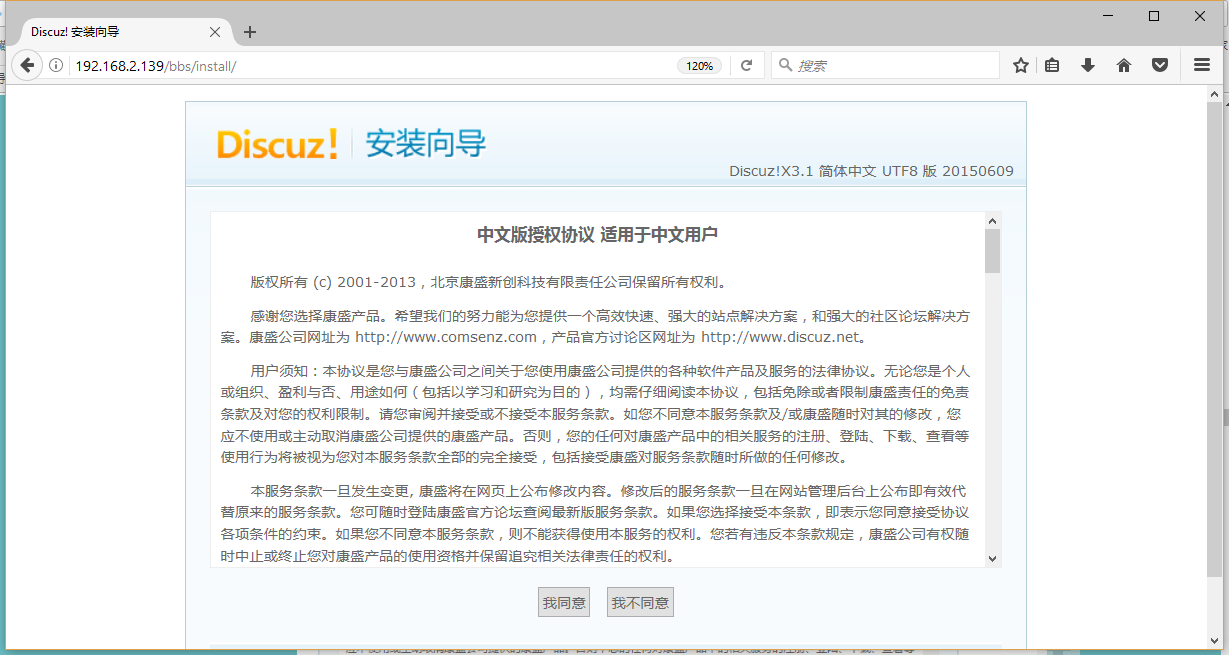 Discuz! 安装向导
192.168.2.139/bbs/install/
120%
搜索
Discuz! 安装向导
Discuz!X3.1 简体中文 UTF8 版 20150609
中文版授权协议 适用于中文用户
版权所有 (c) 2001-2013，北京康盛新创科技有限责任公司保留所有权利。
感谢您选择康盛产品。希望我们的努力能为您提供一个高效快速、强大的站点解决方案，和强大的社区论坛解决方
案。康盛公司网址为 http://www.comsenz.com，产品官方讨论区网址为 http://www.discuz.net。
用户须知：本协议是您与康盛公司之间关于您使用康盛公司提供的各种软件产品及服务的法律协议。无论您是个人
或组织、盈利与否、用途如何（包括以学习和研究为目的），均需仔细阅读本协议，包括免除或者限制康盛责任的免责
条款及对您的权利限制。请您审阅并接受或不接受本服务条款。如您不同意本服务条款及/或康盛随时对其的修改，您
应不使用或主动取消康盛公司提供的康盛产品。否则，您的任何对康盛产品中的相关服务的注册、登陆、下载、查看等
使用行为将被视为您对本服务条款全部的完全接受，包括接受康盛对服务条款随时所做的任何修改。
本服务条款一旦发生变更, 康盛将在网页上公布修改内容。修改后的服务条款一旦在网站管理后台上公布即有效代
替原来的服务条款。您可随时登陆康盛官方论坛查阅最新版服务条款。如果您选择接受本条款，即表示您同意接受协议
各项条件的约束。如果您不同意本服务条款，则不能获得使用本服务的权利。您若有违反本条款规定，康盛公司有权随
时中止或终止您对康盛产品的使用资格并保留追究相关法律责任的权利。
我同意 我不同意